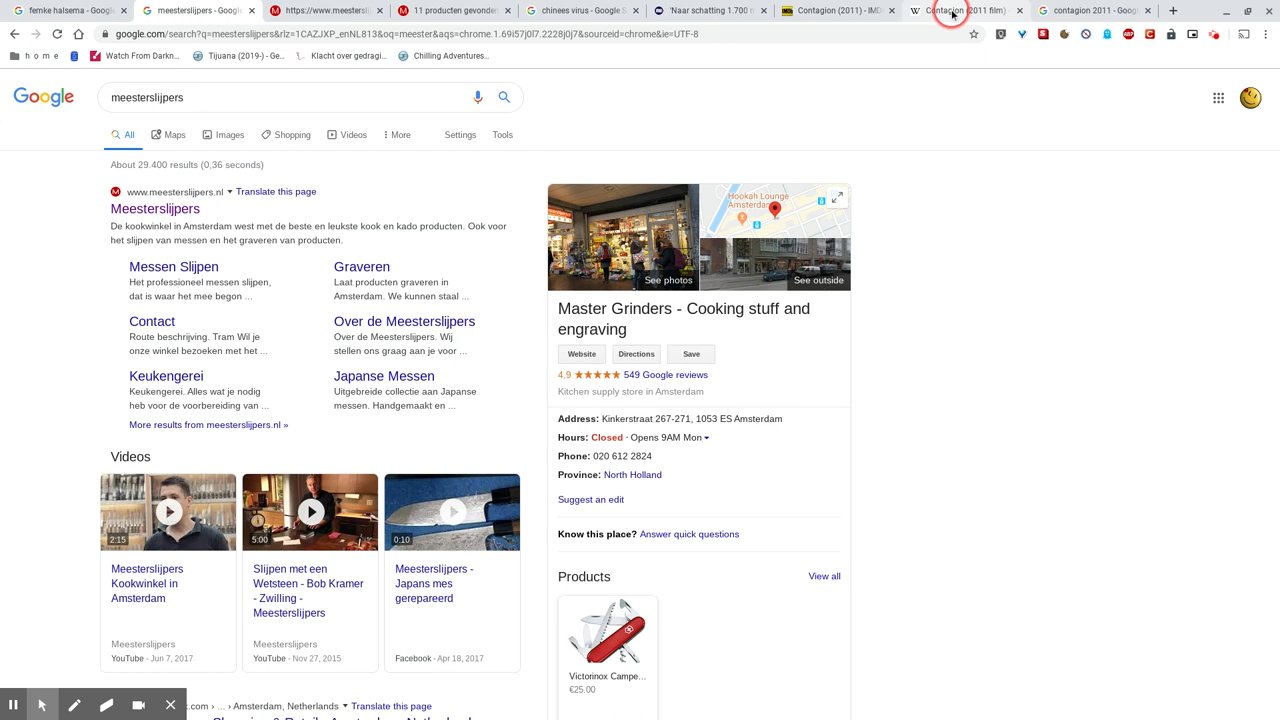 femke halsema - Google
meesterslijpers - Google
https://www.meesterslijpers
11 producten gevonden
chinees virus - Google S
'Naar schatting 1.700 m
Contagion (2011) - IMD
Contagion (2011 film) -
contagion 2011 - Goog
google.com/search?q=meesterslijpers&rlz=1CAZJXP_enNL813&oq=meester&aqs=chrome.1.69i57j0l7.2228j0j7&sourceid=chrome&ie=UTF-8
h o m e
Watch From Darkn...
Tijuana (2019-) - Ge...
Klacht over gedragi...
Chilling Adventures...
Google
meesterslijpers
All Maps Images Shopping Videos More Settings Tools
About 29.400 results (0,36 seconds)
www.meesterslijpers.nl Translate this page
Meesterslijpers
De kookwinkel in Amsterdam west met de beste en leukste kook en kado producten. Ook voor
het slijpen van messen en het graveren van producten.
Messen Slijpen
Het professioneel messen slijpen,
dat is waar het mee begon ...
Graveren
Laat producten graveren in
Amsterdam. We kunnen staal ...
Contact
Route beschrijving. Tram Wil je
onze winkel bezoeken met het ...
Over de Meesterslijpers
Over de Meesterslijpers. Wij
stellen ons graag aan je voor ...
Keukengerei
Keukengerei. Alles wat je nodig
heb voor de voorbereiding van ...
Japanse Messen
Uitgebreide collectie aan Japanse
messen. Handgemaakt en ...
More results from meesterslijpers.nl »
Videos
2:15
Meesterslijpers
Kookwinkel in
Amsterdam
Meesterslijpers
YouTube - Jun 7, 2017
5:00
Slijpen met een
Wetsteen - Bob Kramer
- Zwilling -
Meesterslijpers
Meesterslijpers
YouTube - Nov 27, 2015
0:10
Meesterslijpers -
Japans mes
gerepareerd
Facebook - Apr 18, 2017
.com › ... › Amsterdam, Netherlands Translate this page
Hookah Lounge
Amsterdam
See photos
See outside
Master Grinders - Cooking stuff and
engraving
Website Directions Save
4,9 ★★★★★ 549 Google reviews
Kitchen supply store in Amsterdam
Address: Kinkerstraat 267-271, 1053 ES Amsterdam
Hours: Closed · Opens 9AM Mon
Phone: 020 612 2824
Province: North Holland
Suggest an edit
Know this place? Answer quick questions
Products View all
Victorinox Campe...
€25.00